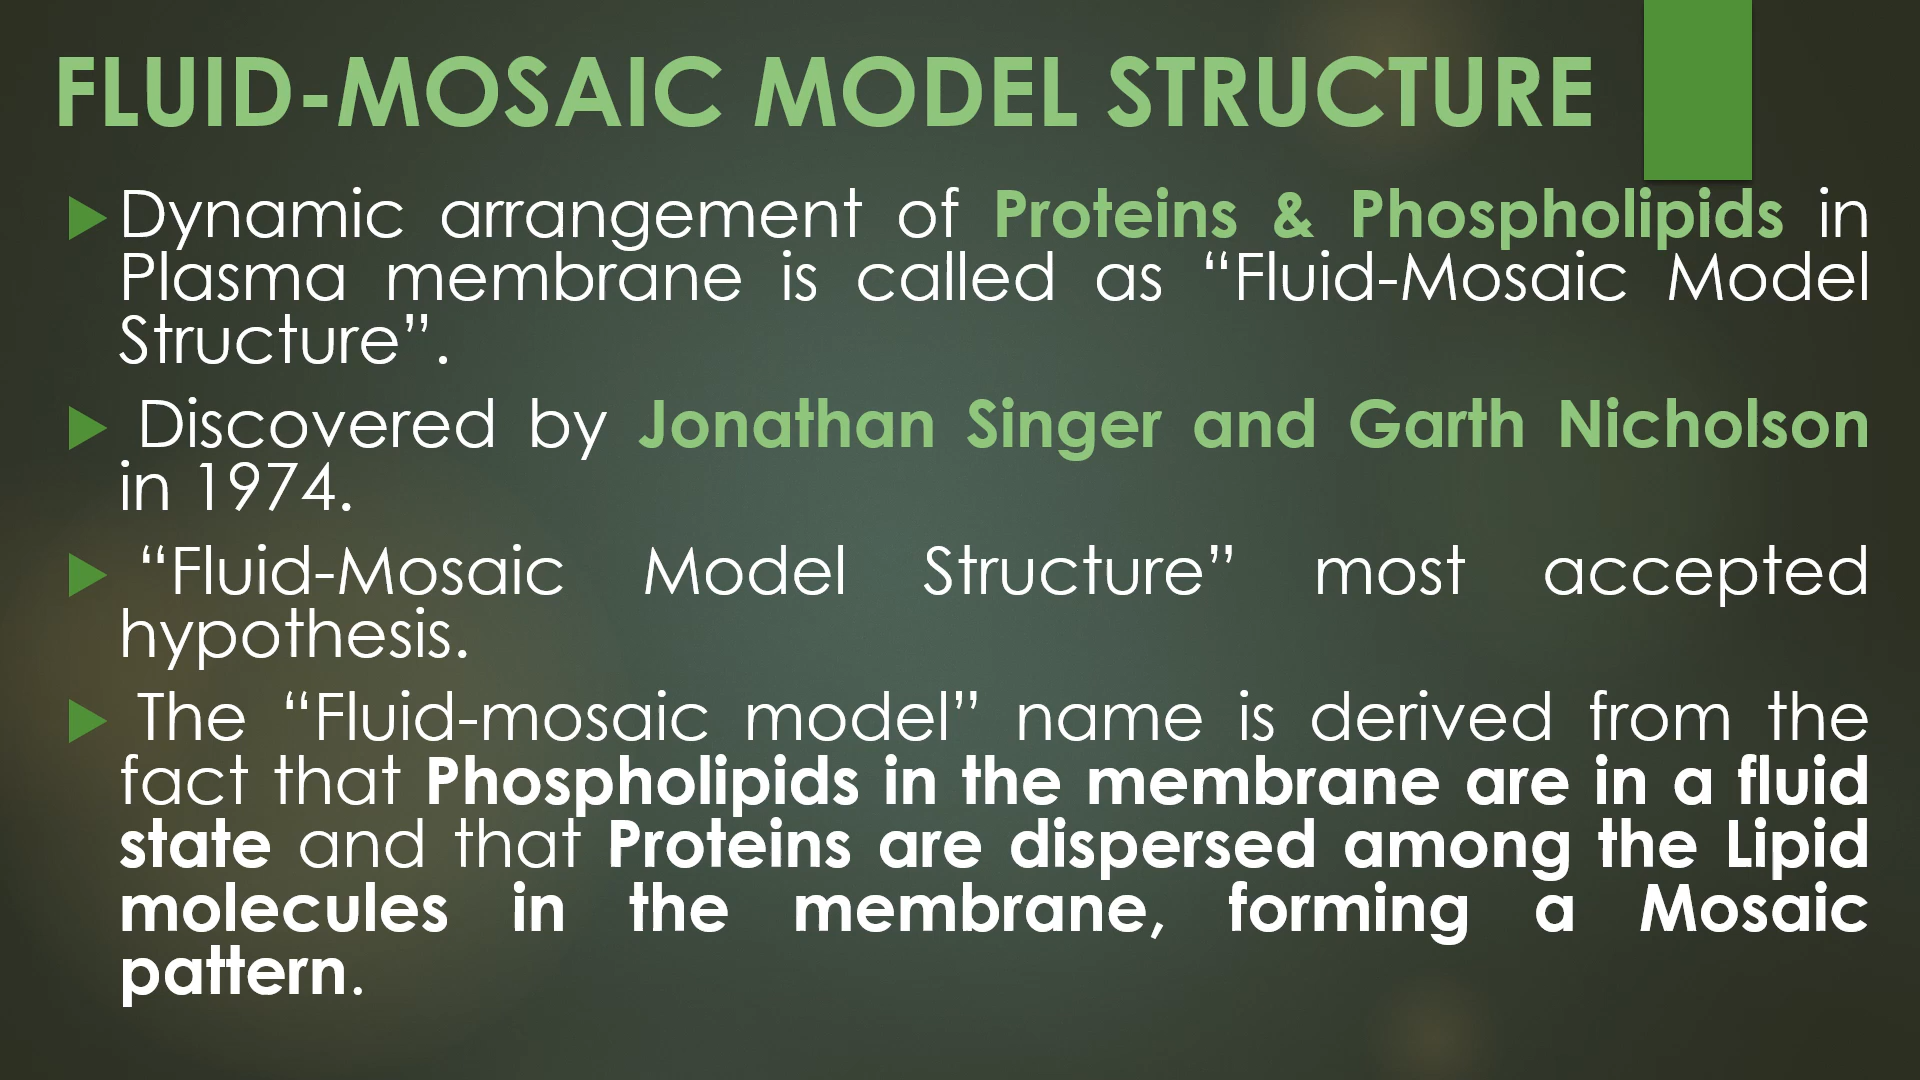 FLUID-MOSAIC MODEL STRUCTURE
Dynamic arrangement of Proteins & Phospholipids in
Plasma membrane is called as “Fluid-Mosaic Model
Structure”.
Discovered by Jonathan Singer and Garth Nicholson
in 1974.
“Fluid-Mosaic Model Structure” most accepted
hypothesis.
The “Fluid-mosaic model” name is derived from the
fact that Phospholipids in the membrane are in a fluid
state and that Proteins are dispersed among the Lipid
molecules in the membrane, forming a Mosaic
pattern.